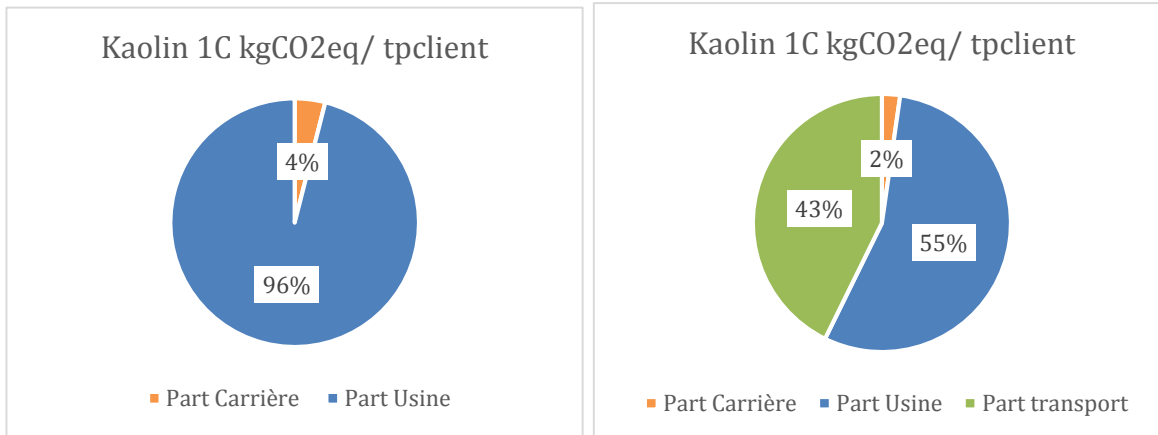 Kaolin 1C kgCO2eq/ tpclient
4%
96%
Part Carrière Part Usine
Kaolin 1C kgCO2eq/ tpclient
2%
43%
55%
Part Carrière Part Usine Part transport